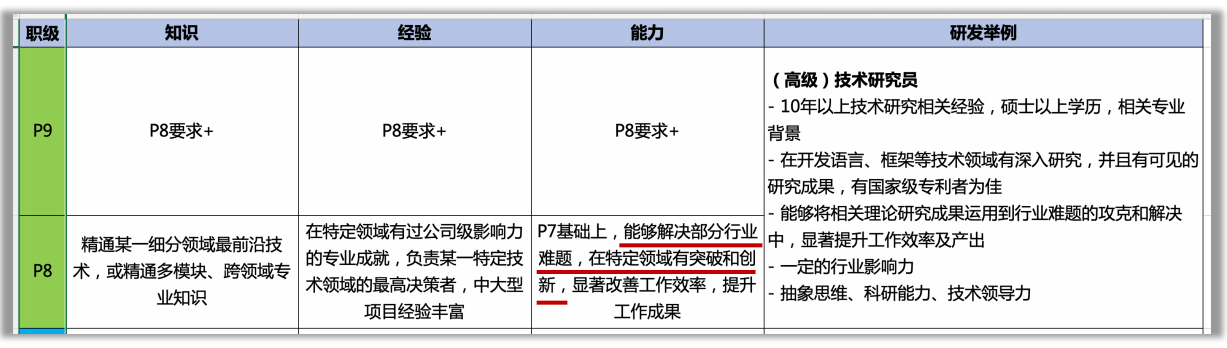 职级
知识
经验
能力
研发举例
P9
P8要求+
P8要求+
P8要求+
（高级）技术研究员
- 10年以上技术研究相关经验，硕士以上学历，相关专业
背景
- 在开发语言、框架等技术领域有深入研究，并且有可见的
研究成果，有国家级专利者为佳
- 能够将相关理论研究成果运用到行业难题的攻克和解决
中，显著提升工作效率及产出
- 一定的行业影响力
- 抽象思维、科研能力、技术领导力
P8
精通某一细分领域最前沿技
术，或精通多模块、跨领域专
业知识
在特定领域有过公司级影响力
的专业成就，负责某一特定技
术领域的最高决策者，中大型
项目经验丰富
P7基础上，能够解决部分行业
难题，在特定领域有突破和创
新，显著改善工作效率，提升
工作成果